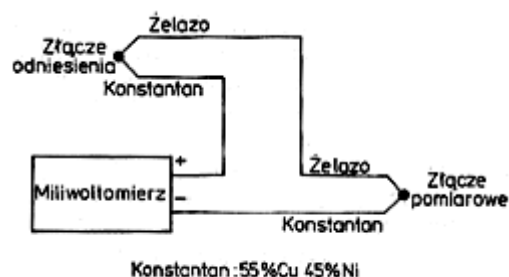 Żelazo
Złącze
odniesienia
Konstantan
+
Miliwoltomierz
−
Żelazo
Złącze
pomiarowe
Konstantan
Konstantan: 55%Cu 45%Ni